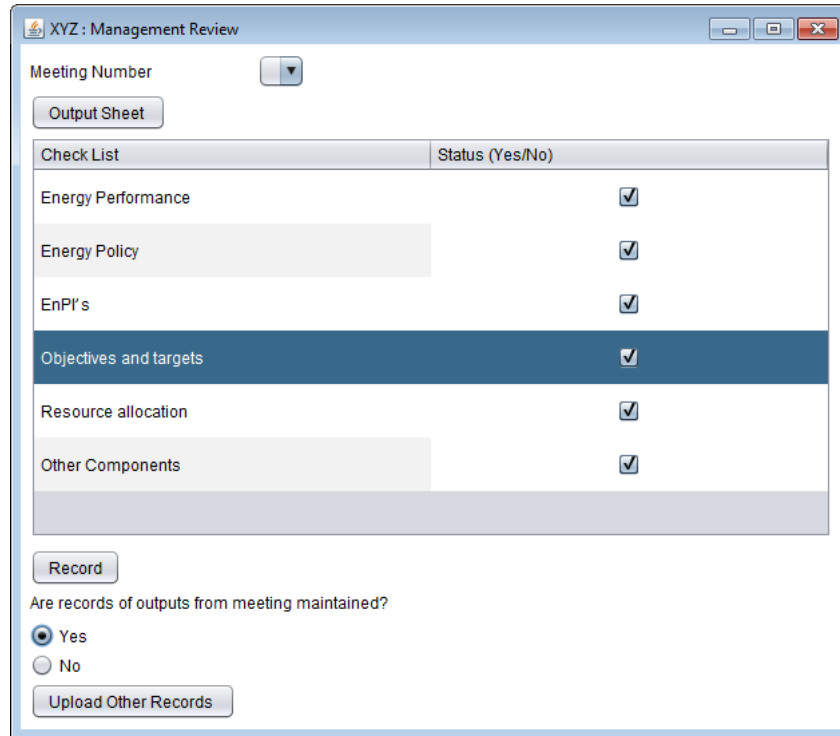 XYZ : Management Review
Meeting Number
Output Sheet
Check List Status (Yes/No)
Energy Performance
Energy Policy
EnPI's
Objectives and targets
Resource allocation
Other Components
Record
Are records of outputs from meeting maintained?
Yes
No
Upload Other Records